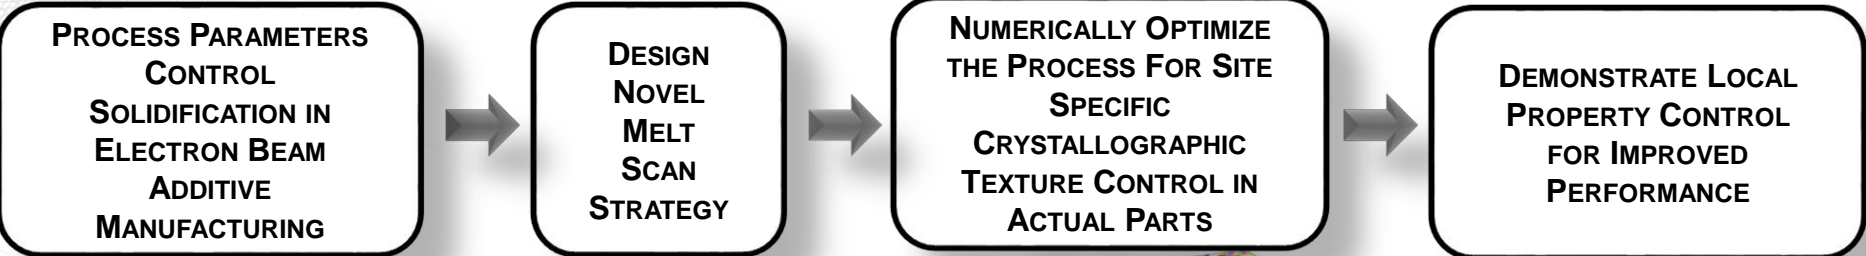 PROCESS PARAMETERS
CONTROL
SOLIDIFICATION IN
ELECTRON BEAM
ADDITIVE
MANUFACTURING
DESIGN
NOVEL
MELT
SCAN
STRATEGY
NUMERICALLY OPTIMIZE
THE PROCESS FOR SITE
SPECIFIC
CRYSTALLOGRAPHIC
TEXTURE CONTROL IN
ACTUAL PARTS
DEMONSTRATE LOCAL
PROPERTY CONTROL
FOR IMPROVED
PERFORMANCE